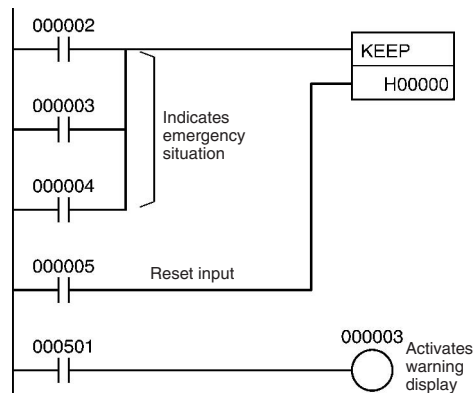 000002
KEEP
H00000
000003
Indicates
emergency
situation
000004
000005
Reset input
000501
000003
Activates
warning
display